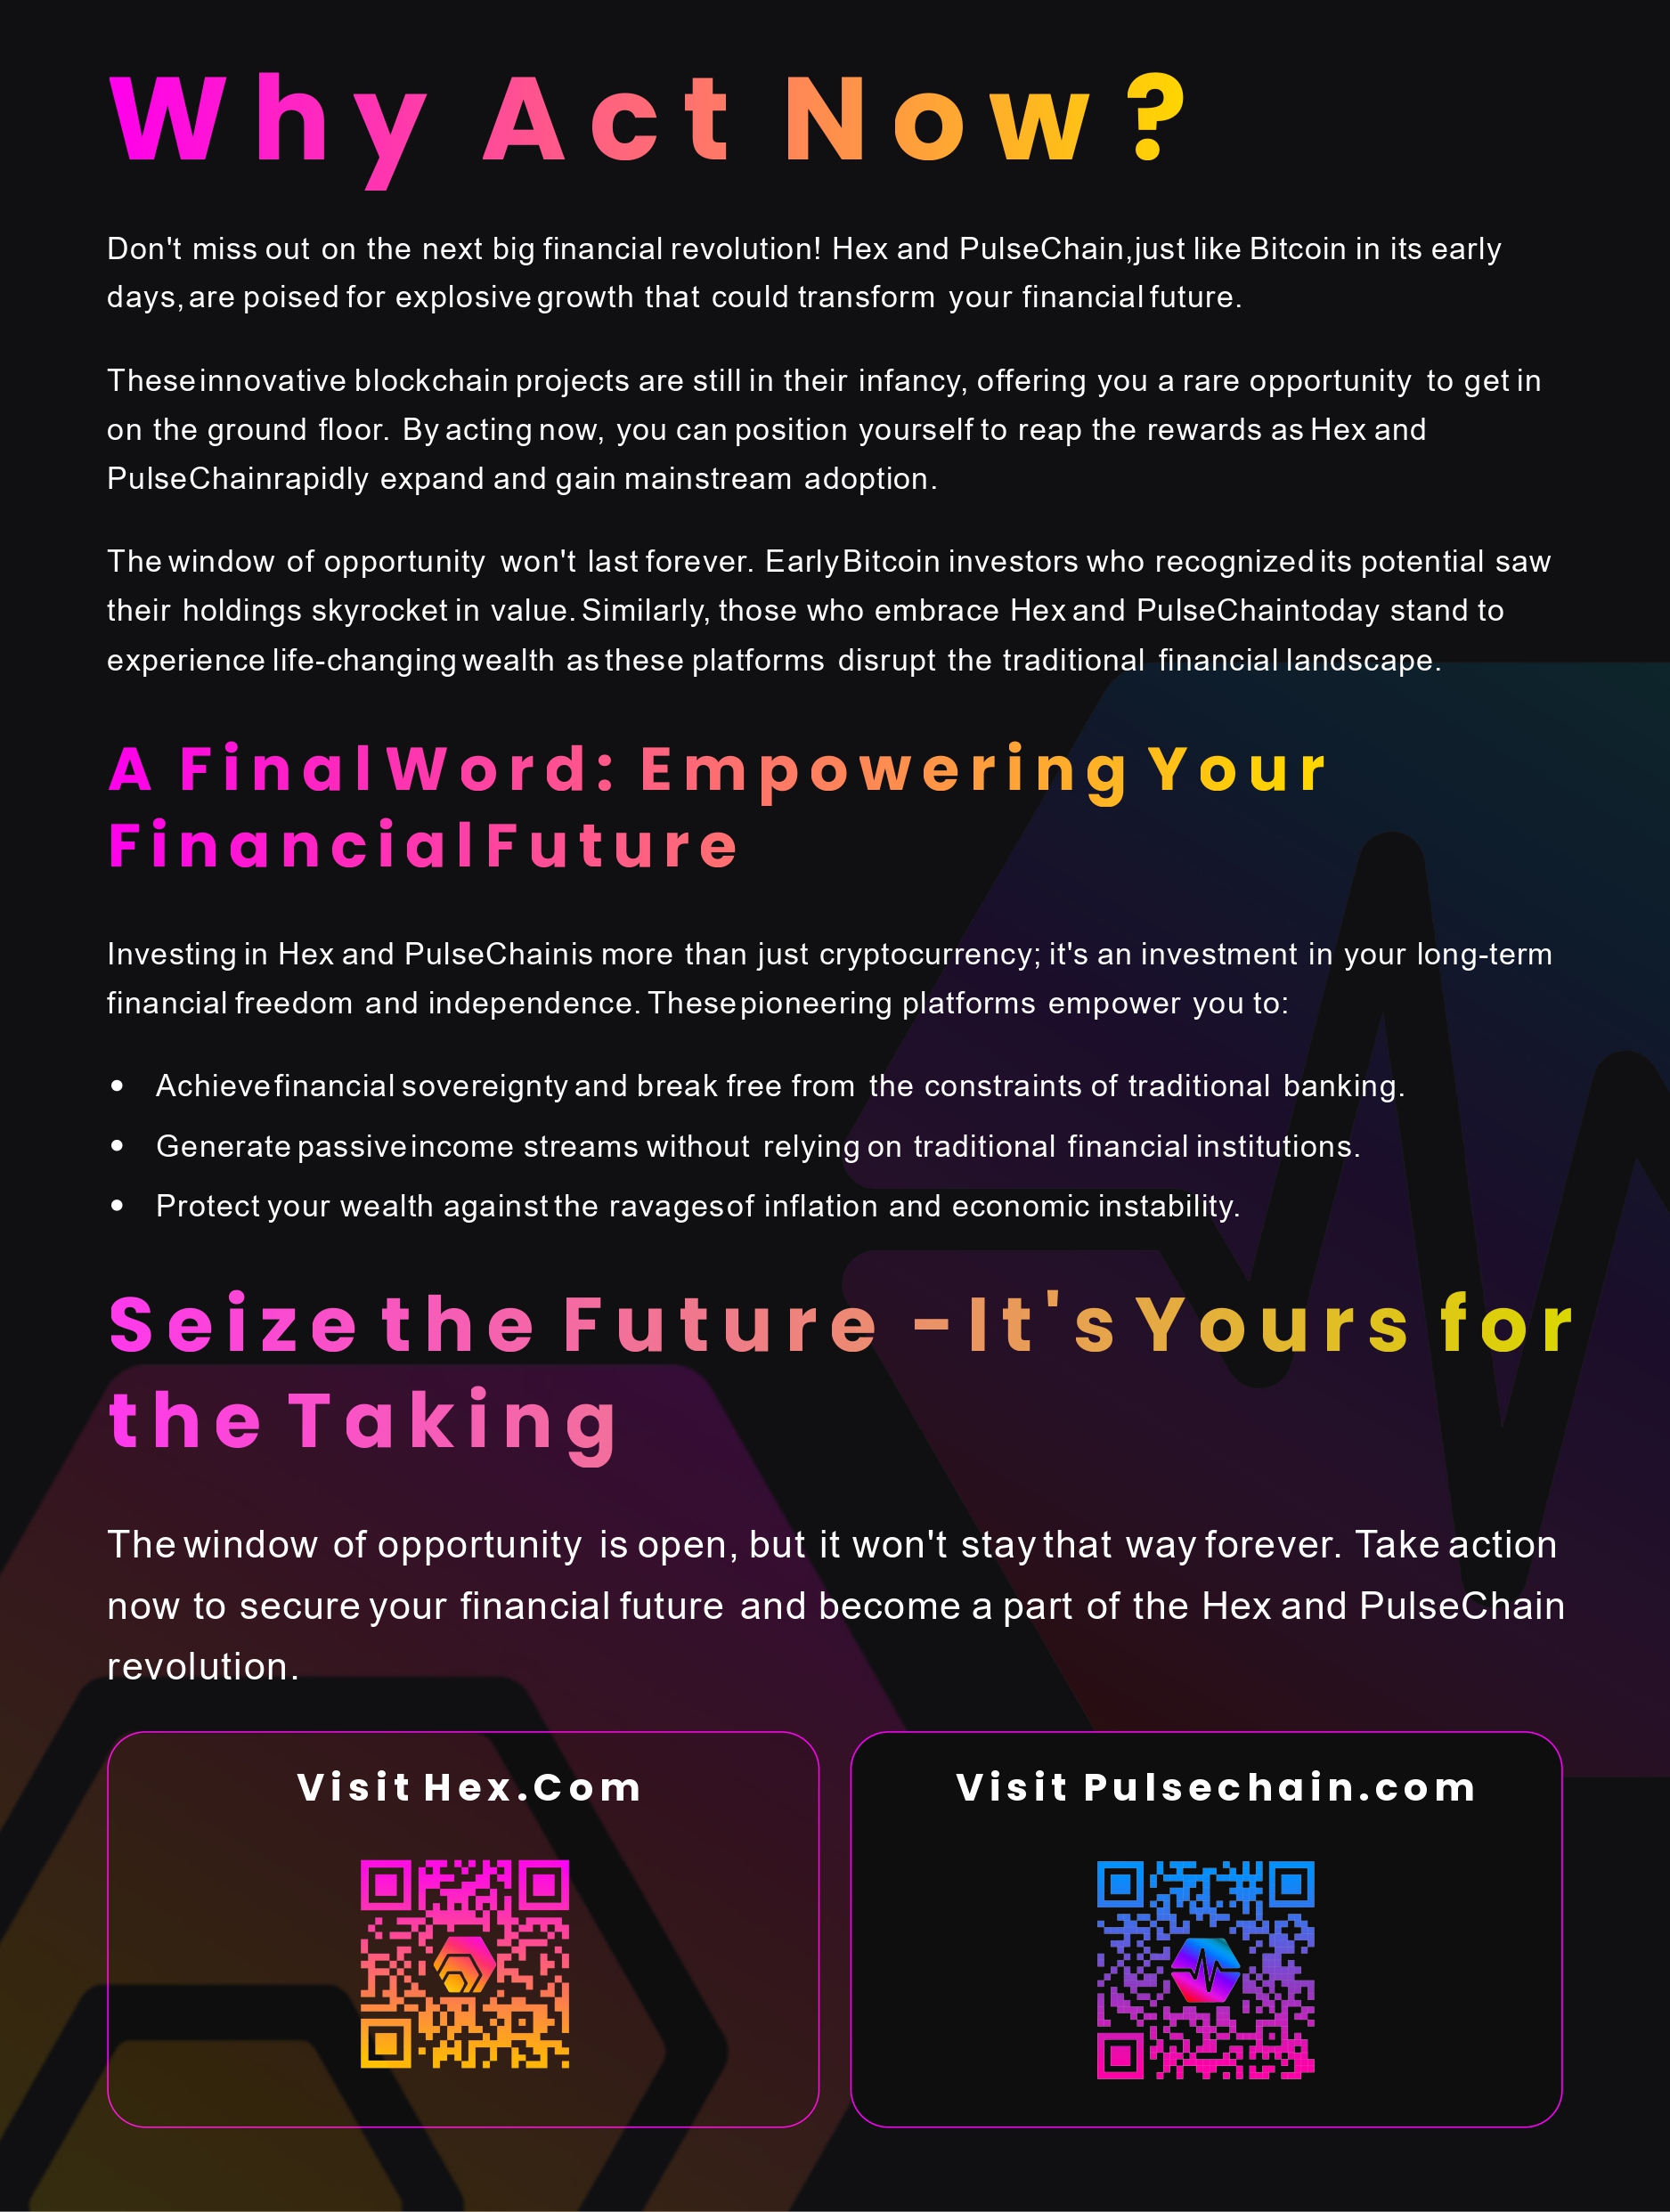 Why Act Now?
Don't miss out on the next big financial revolution! Hex and PulseChain, just like Bitcoin in its early
days, are poised for explosive growth that could transform your financial future.
These innovative blockchain projects are still in their infancy, offering you a rare opportunity to get in
on the ground floor. By acting now, you can position yourself to reap the rewards as Hex and
PulseChain rapidly expand and gain mainstream adoption.
The window of opportunity won't last forever. Early Bitcoin investors who recognized its potential saw
their holdings skyrocket in value. Similarly, those who embrace Hex and PulseChain today stand to
experience life-changing wealth as these platforms disrupt the traditional financial landscape.
A Final Word: Empowering Your
Financial Future
Investing in Hex and PulseChain is more than just cryptocurrency; it's an investment in your long-term
financial freedom and independence. These pioneering platforms empower you to:
• Achieve financial sovereignty and break free from the constraints of traditional banking.
• Generate passive income streams without relying on traditional financial institutions.
• Protect your wealth against the ravages of inflation and economic instability.
Seize the Future - It's Yours for
the Taking
The window of opportunity is open, but it won't stay that way forever. Take action
now to secure your financial future and become a part of the Hex and PulseChain
revolution.
Visit Hex.Com
Visit Pulsechain.com